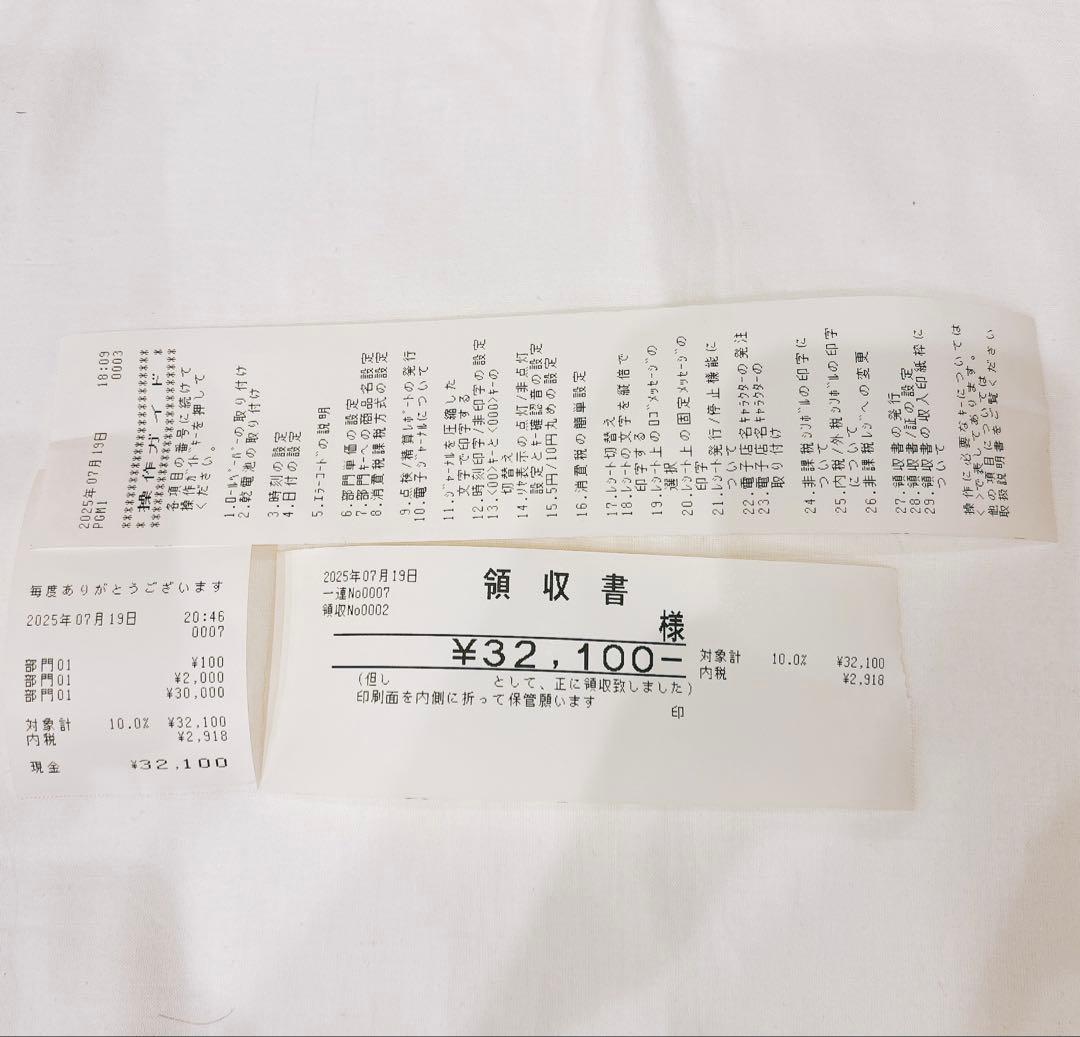 2025年07月19日 18:09
PGM1 0003
************************
* 操作ガイド *
************************
各項目の番号に続けて
操作ｶﾞｲﾄﾞｷｰを押して
ください。
1.ﾛｰﾙﾍﾟｰﾊﾟｰの取り付け
2.乾電池の取り付け
3.時刻の設定
4.日付の設定
5.ｴﾗｰｺｰﾄﾞの説明
6.部門単価の設定
7.部門ｷｰへの商品名設定
8.消費税課税方式の設定
9.点検/精算ﾚﾎﾟｰﾄの発行
10.電子ｼﾞｬｰﾅﾙについて
11.ｼﾞｬｰﾅﾙを圧縮した
文字で印字する
12.時刻印字/非印字の設定
13.<00>ｷｰと<000>ｷｰの
切替え
14.ﾘﾔ表示の点灯/非点灯
設定とｷｰ確認音の設定
15.5円/10円丸めの設定
16.消費税の簡単設定
17.ﾚｼｰﾄ切替え
18.ﾚｼｰﾄの文字を縦倍で
印字する
19.ﾚｼｰﾄ上のﾛｺﾞﾒｯｾｰｼﾞの
選択
20.ﾚｼｰﾄ上の固定ﾒｯｾｰｼﾞの
印字
21.ﾚｼｰﾄ発行/停止機能に
ついて
22.電子店名ｷｬﾗｸﾀｰの発注
23.電子店名ｷｬﾗｸﾀｰの
取り付け
24.非課税ｼﾝﾎﾞﾙの印字に
ついて
25.内税/外税ｼﾝﾎﾞﾙの印字
について
26.非課税ﾚｼﾞへの変更
27.領収書の発行
28.領収書/証の設定
29.領収書の収入印紙枠に
ついて
操作に必要なｷｰについては
< >で表してあります。
他の項目については､
取扱説明書をご覧ください
毎度ありがとうございます
2025年07月19日 20:46
0007
部門01 ¥100
部門01 ¥2,000
部門01 ¥30,000
対象計 10.0% ¥32,100
内税 ¥2,918
現金 ¥32,100
2025年07月19日
一連No0007
領収No0002
領収書
様
¥32,100−
(但し として、正に領収致しました)
印刷面を内側に折って保管願います
印
対象計 10.0% ¥32,100
内税 ¥2,918